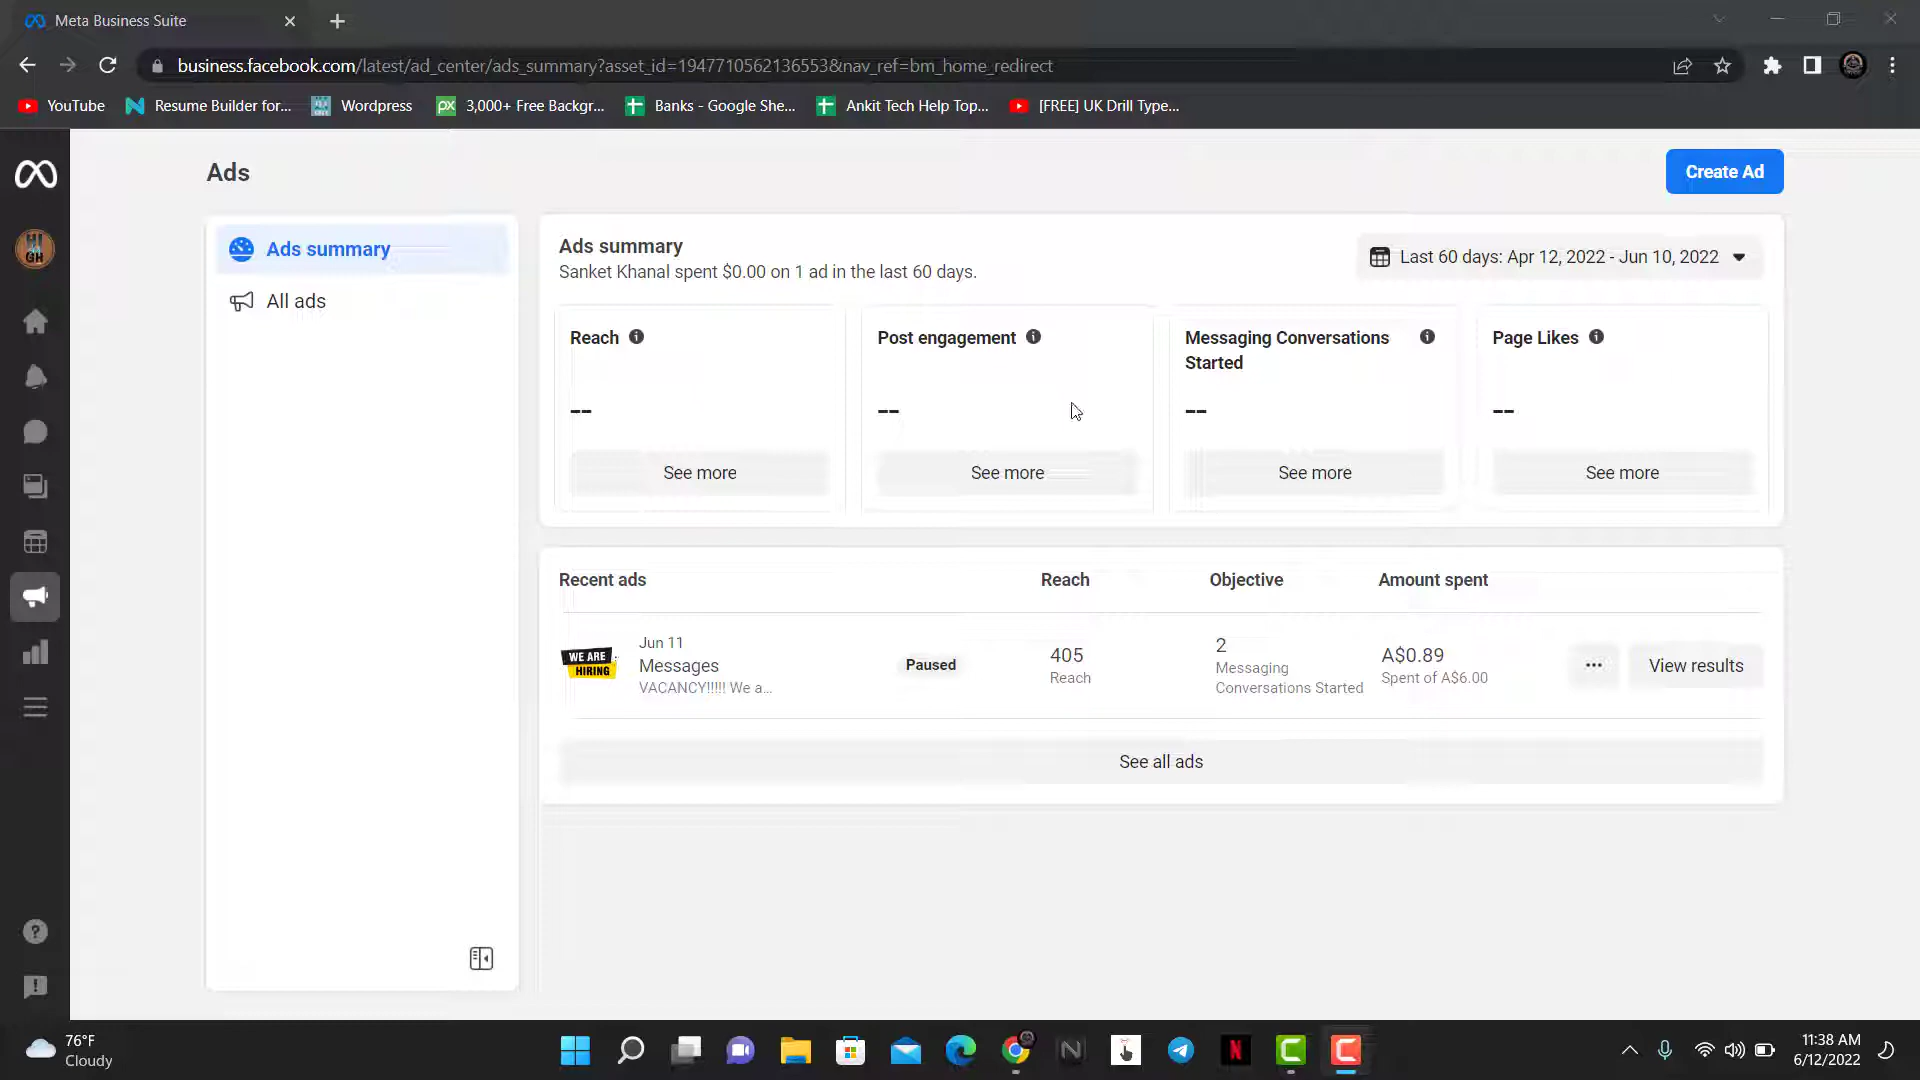 Meta Business Suite
business.facebook.com/latest/ad_center/ads_summary?asset_id=1947710562136553&nav_ref=bm_home_redirect
YouTube
Resume Builder for...
Wordpress
px
3,000+ Free Backgr...
Banks - Google She...
Ankit Tech Help Top...
[FREE] UK Drill Type...
Ads
Create Ad
Ads summary
All ads
Ads summary
Sanket Khanal spent $0.00 on 1 ad in the last 60 days.
Last 60 days: Apr 12, 2022 - Jun 10, 2022
Reach
--
See more
Post engagement
--
See more
Messaging Conversations
Started
--
See more
Page Likes
--
See more
Recent ads
Reach
Objective
Amount spent
WE ARE
HIRING
Jun 11
Messages
VACANCY!!!!! We a...
Paused
405
Reach
2
Messaging
Conversations Started
A$0.89
Spent of A$6.00
...
View results
See all ads
76°F
Cloudy
11:38 AM
6/12/2022